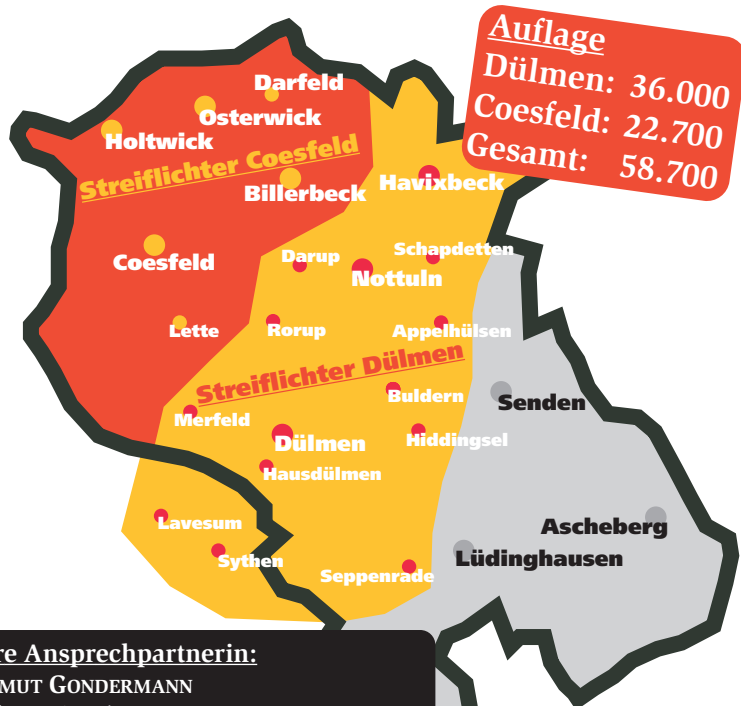 Auflage
Dülmen: 36.000
Coesfeld: 22.700
Gesamt: 58.700
Darfeld
Osterwick
Holtwick
Streiflichter Coesfeld
Billerbeck
Havixbeck
Coesfeld
Darup
Schapdetten
Nottuln
Lette
Rorup
Appelhülsen
Streiflichter Dülmen
Buldern
Senden
Merfeld
Dülmen
Hiddingsel
Hausdülmen
Lavesum
Ascheberg
Sythen
Lüdinghausen
Seppenrade
re Ansprechpartnerin:
MUT GONDERMANN